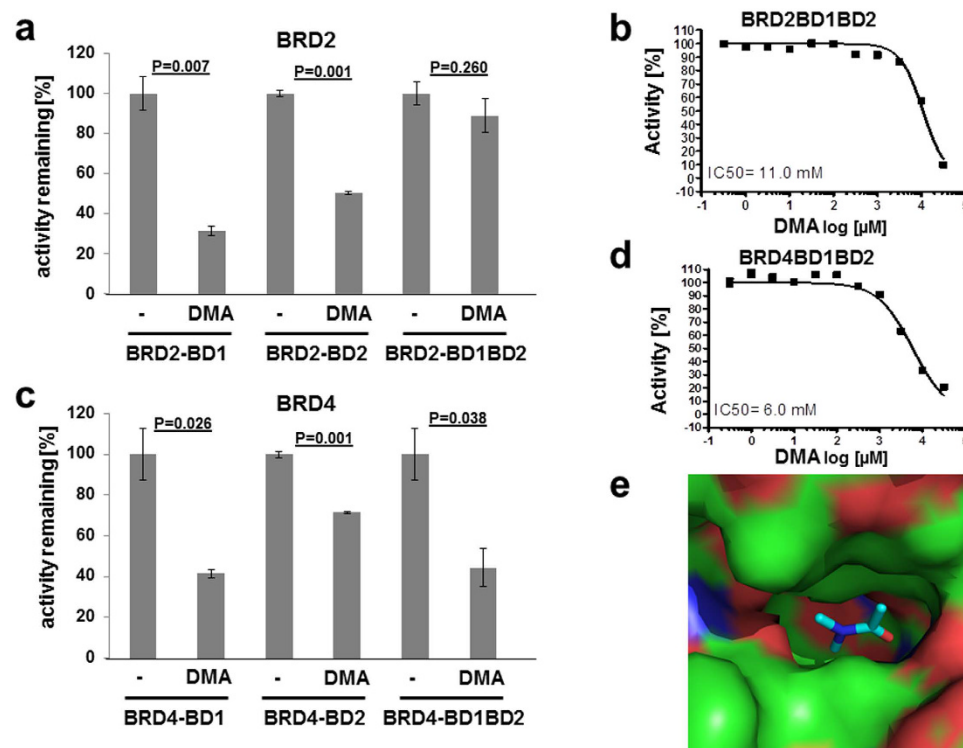 a
BRD2
activity remaining [%]
120
100
80
60
40
20
0
P=0.007
P=0.001
P=0.260
- DMA - DMA - DMA
BRD2-BD1 BRD2-BD2 BRD2-BD1BD2
b
BRD2BD1BD2
Activity [%]
110
100
90
80
70
60
50
40
30
20
10
0
-10
IC50= 11.0 mM
-1 0 1 2 3 4 5
DMA log [µM]
c
BRD4
activity remaining [%]
120
100
80
60
40
20
0
P=0.026
P=0.001
P=0.038
- DMA - DMA - DMA
BRD4-BD1 BRD4-BD2 BRD4-BD1BD2
d
BRD4BD1BD2
Activity [%]
110
100
90
80
70
60
50
40
30
20
10
0
-10
IC50= 6.0 mM
-1 0 1 2 3 4 5
DMA log [µM]
e